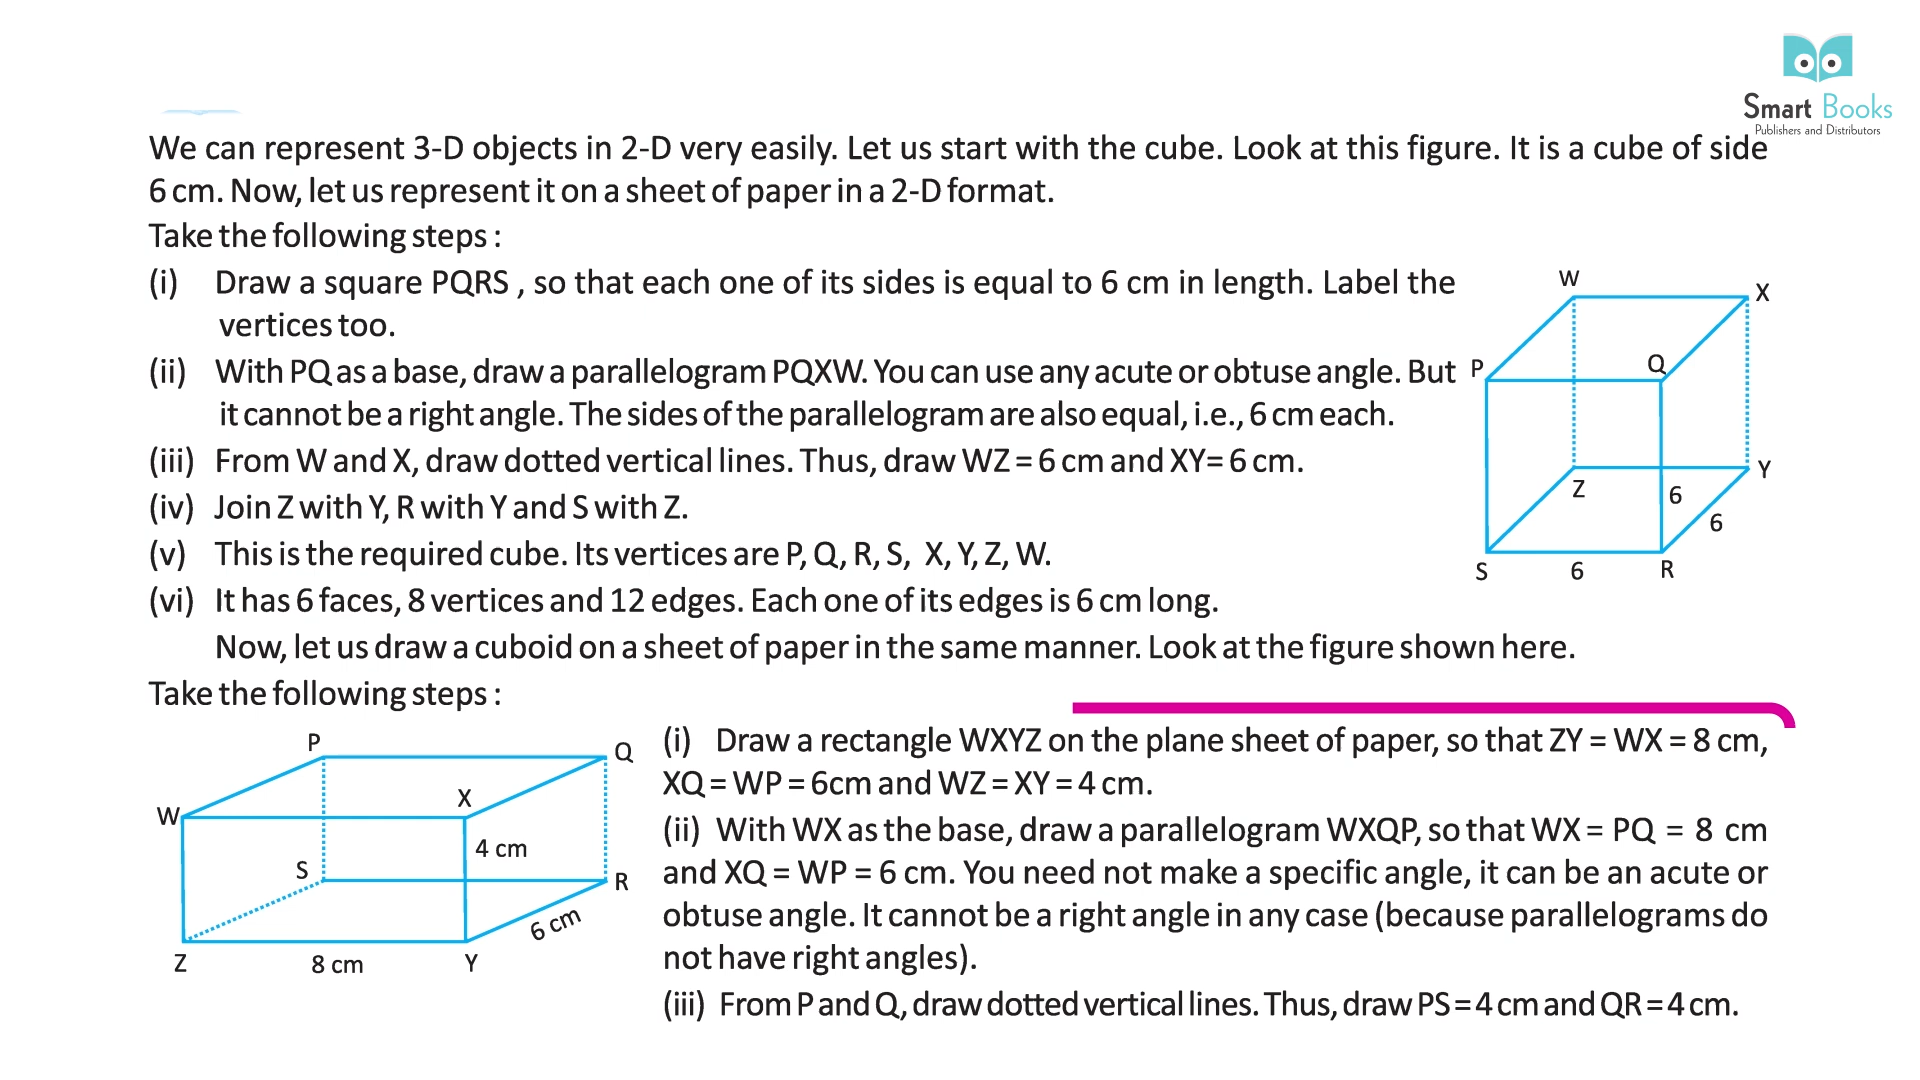 Smart Books
Publishers and Distributors
We can represent 3-D objects in 2-D very easily. Let us start with the cube. Look at this figure. It is a cube of side
6 cm. Now, let us represent it on a sheet of paper in a 2-D format.
Take the following steps :
(i) Draw a square PQRS , so that each one of its sides is equal to 6 cm in length. Label the
vertices too.
(ii) With PQ as a base, draw a parallelogram PQXW. You can use any acute or obtuse angle. But
it cannot be a right angle. The sides of the parallelogram are also equal, i.e., 6 cm each.
(iii) From W and X, draw dotted vertical lines. Thus, draw WZ = 6 cm and XY= 6 cm.
(iv) Join Z with Y, R with Y and S with Z.
(v) This is the required cube. Its vertices are P, Q, R, S, X, Y, Z, W.
(vi) It has 6 faces, 8 vertices and 12 edges. Each one of its edges is 6 cm long.
W
X
P
Q
Z
6
Y
6
S
6
R
Now, let us draw a cuboid on a sheet of paper in the same manner. Look at the figure shown here.
Take the following steps :
P
Q
W
X
4 cm
S
R
6 cm
Z
8 cm
Y
(i) Draw a rectangle WXYZ on the plane sheet of paper, so that ZY = WX = 8 cm,
XQ = WP = 6cm and WZ = XY = 4 cm.
(ii) With WX as the base, draw a parallelogram WXQP, so that WX = PQ = 8 cm
and XQ = WP = 6 cm. You need not make a specific angle, it can be an acute or
obtuse angle. It cannot be a right angle in any case (because parallelograms do
not have right angles).
(iii) From P and Q, draw dotted vertical lines. Thus, draw PS = 4 cm and QR = 4 cm.